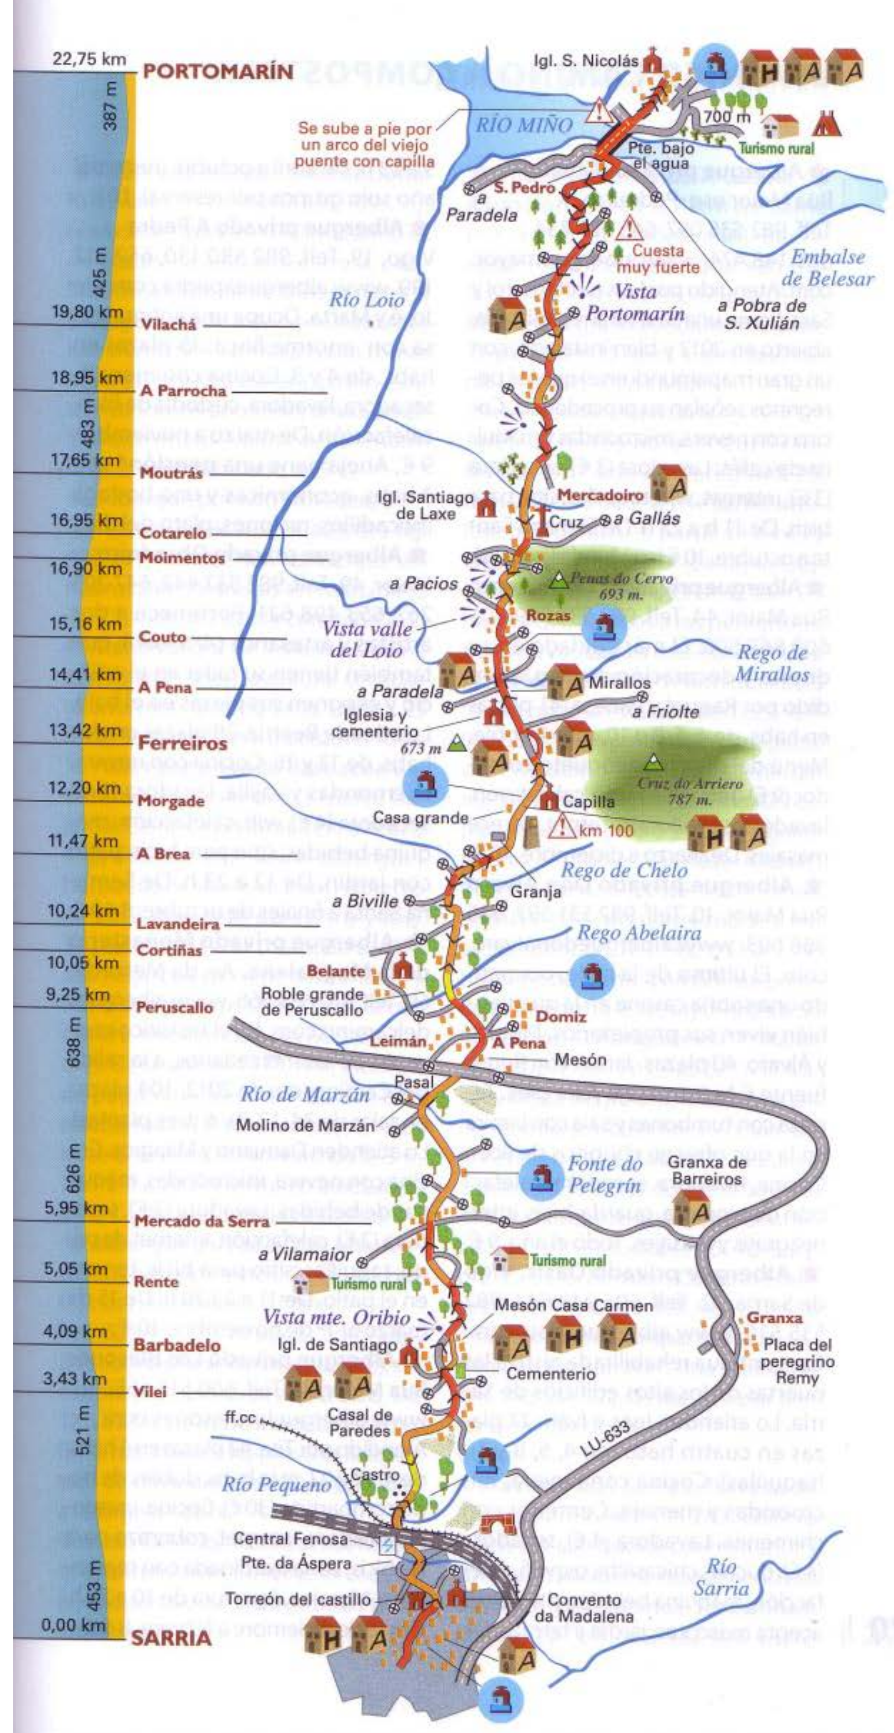 22,75 km
PORTOMARÍN
387 m
Igl. S. Nicolás
H A A
RÍO MIÑO
700 m
Turismo rural
Se sube a pie por
un arco del viejo
puente con capilla
Pte. bajo
el agua
S. Pedro
a
Paradela
Cuesta
muy fuerte
Embalse
de Belesar
425 m
Río Loio
Vista
Portomarín
a Pobra de
S. Xulián
19,80 km
Vilachá
A
18,95 km
A Parrocha
483 m
17,65 km
Moutrás
Mercadoiro
A
Igl. Santiago
de Laxe
16,95 km
Cotarelo
Cruz
a Gallás
Moimentos
16,90 km
a Pacios
Penas do Cervo
693 m.
Rozas
15,16 km
Couto
Vista valle
del Loio
Rego de
Mirallos
14,41 km
A Pena
A
A
Mirallos
a Paradela
a Friolte
Iglesia y
cementerio
13,42 km
Ferreiros
673 m
A
A
Cruz do Arriero
787 m.
12,20 km
Morgade
Casa grande
Capilla
km 100
H A
11,47 km
A Brea
Rego de Chelo
Granja
a Biville
10,24 km
Lavandeira
Rego Abelaira
Cortiñas
10,05 km
Belante
9,25 km
Peruscallo
Roble grande
de Peruscallo
Domiz
Leimán
A Pena
638 m
Mesón
Pasal
Río de Marzán
Molino de Marzán
Fonte do
Pelegrín
Granxa de
Barreiros
626 m
A
5,95 km
Mercado da Serra
a Vilamaior
Turismo rural
5,05 km
Rente
Turismo rural
Mesón Casa Carmen
Vista mte. Oribio
A H A
Granxa
4,09 km
Barbadelo
Igl. de Santiago
Placa del
peregrino
Remy
Cementerio
3,43 km
Vilei
A A
ff.cc
Casal de
Paredes
521 m
LU-633
Castro
Río Pequeno
Central Fenosa
Pte. da Áspera
Río
Sarria
453 m
Torreón del castillo
Convento
da Madalena
0,00 km
SARRIA
H A
A